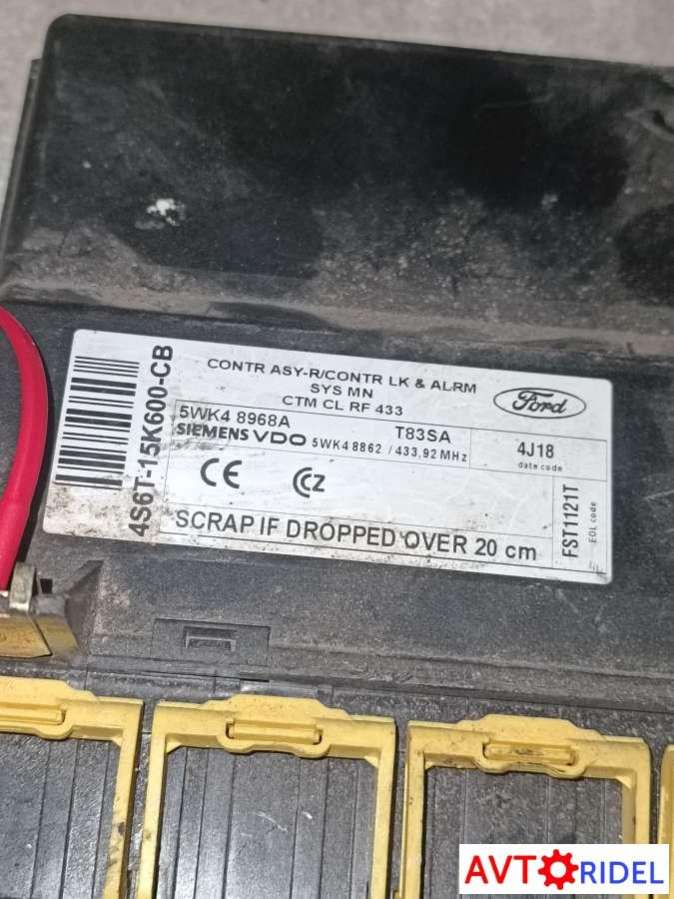 4S6T-15K600-CB
CONTR ASY-R/CONTR LK & ALRM
SYS MN
CTM CL RF 433
Ford
5WK4 8968A T83SA
SIEMENS VDO 5WK4 8862 / 433,92 MHz
4J18
date code
CE CCZ
SCRAP IF DROPPED OVER 20 cm
FST1121T
EOL code
AVTORIDEL